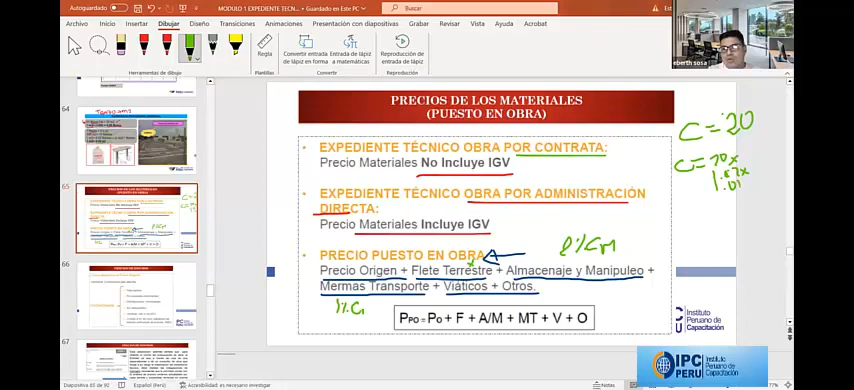 Autoguardado
MODULO 1 EXPEDIENTE TÉCN... • Guardado en Este PC
Buscar
Archivo Inicio Insertar Dibujar Diseño Transiciones Animaciones Presentación con diapositivas Grabar Revisar Vista Ayuda Acrobat
Regla
Convertir entrada de lápiz en forma
Entrada de lápiz a matemáticas
Reproducción de entrada de lápiz
Herramientas de dibujo
Plantillas
Convertir
Reproducción
eberth sosa
64
65
66
67
PRECIOS DE LOS MATERIALES
(PUESTO EN OBRA)
EXPEDIENTE TÉCNICO OBRA POR CONTRATA:
Precio Materiales No Incluye IGV
EXPEDIENTE TÉCNICO OBRA POR ADMINISTRACIÓN
DIRECTA:
Precio Materiales Incluye IGV
PRECIO PUESTO EN OBRA
Precio Origen + Flete Terrestre + Almacenaje y Manipuleo +
Mermas Transporte + Viáticos + Otros.
PPO = PO + F + A/M + MT + V + O
C = 20
Instituto
Peruano de
Capacitación
IPC
PERÚ
Instituto
Peruano de
Capacitación
Diapositiva 65 de 92
Español (Perú)
Accesibilidad: es necesario investigar
Notas